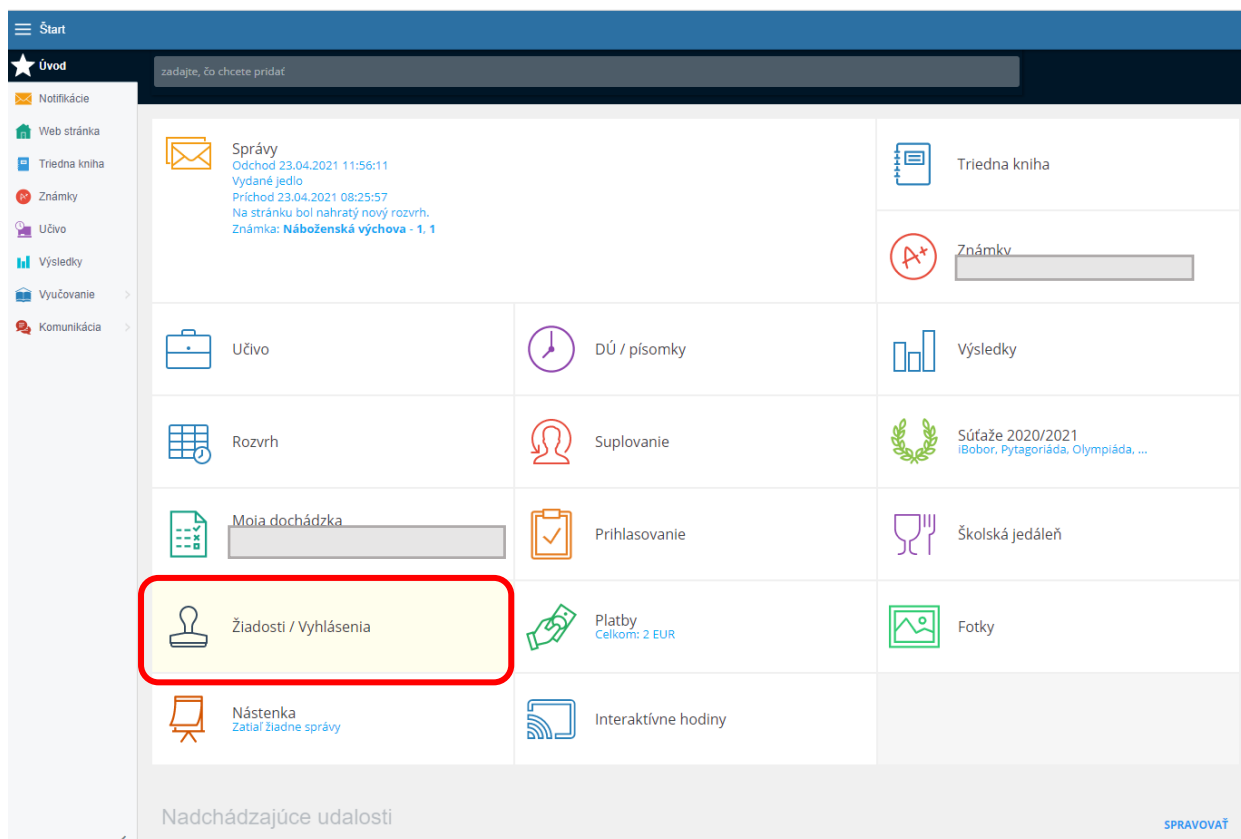 Štart
Úvod
zadajte, čo chcete pridať
Notifikácie
Web stránka
Triedna kniha
Známky
Učivo
Výsledky
Vyučovanie
Komunikácia
Správy
Odchod 23.04.2021 11:56:11
Vydané jedlo
Príchod 23.04.2021 08:25:57
Na stránku bol nahratý nový rozvrh.
Známka: Náboženská výchova - 1, 1
Triedna kniha
A+
Známky
Učivo
DÚ / písomky
Výsledky
Rozvrh
Suplovanie
Súťaže 2020/2021
iBobor, Pytagoriáda, Olympiáda, ...
Moja dochádzka
Prihlasovanie
Školská jedáleň
Žiadosti / Vyhlásenia
Platby
Celkom: 2 EUR
Fotky
Nástenka
Zatiaľ žiadne správy
Interaktívne hodiny
Nadchádzajúce udalosti
SPRAVOVAŤ